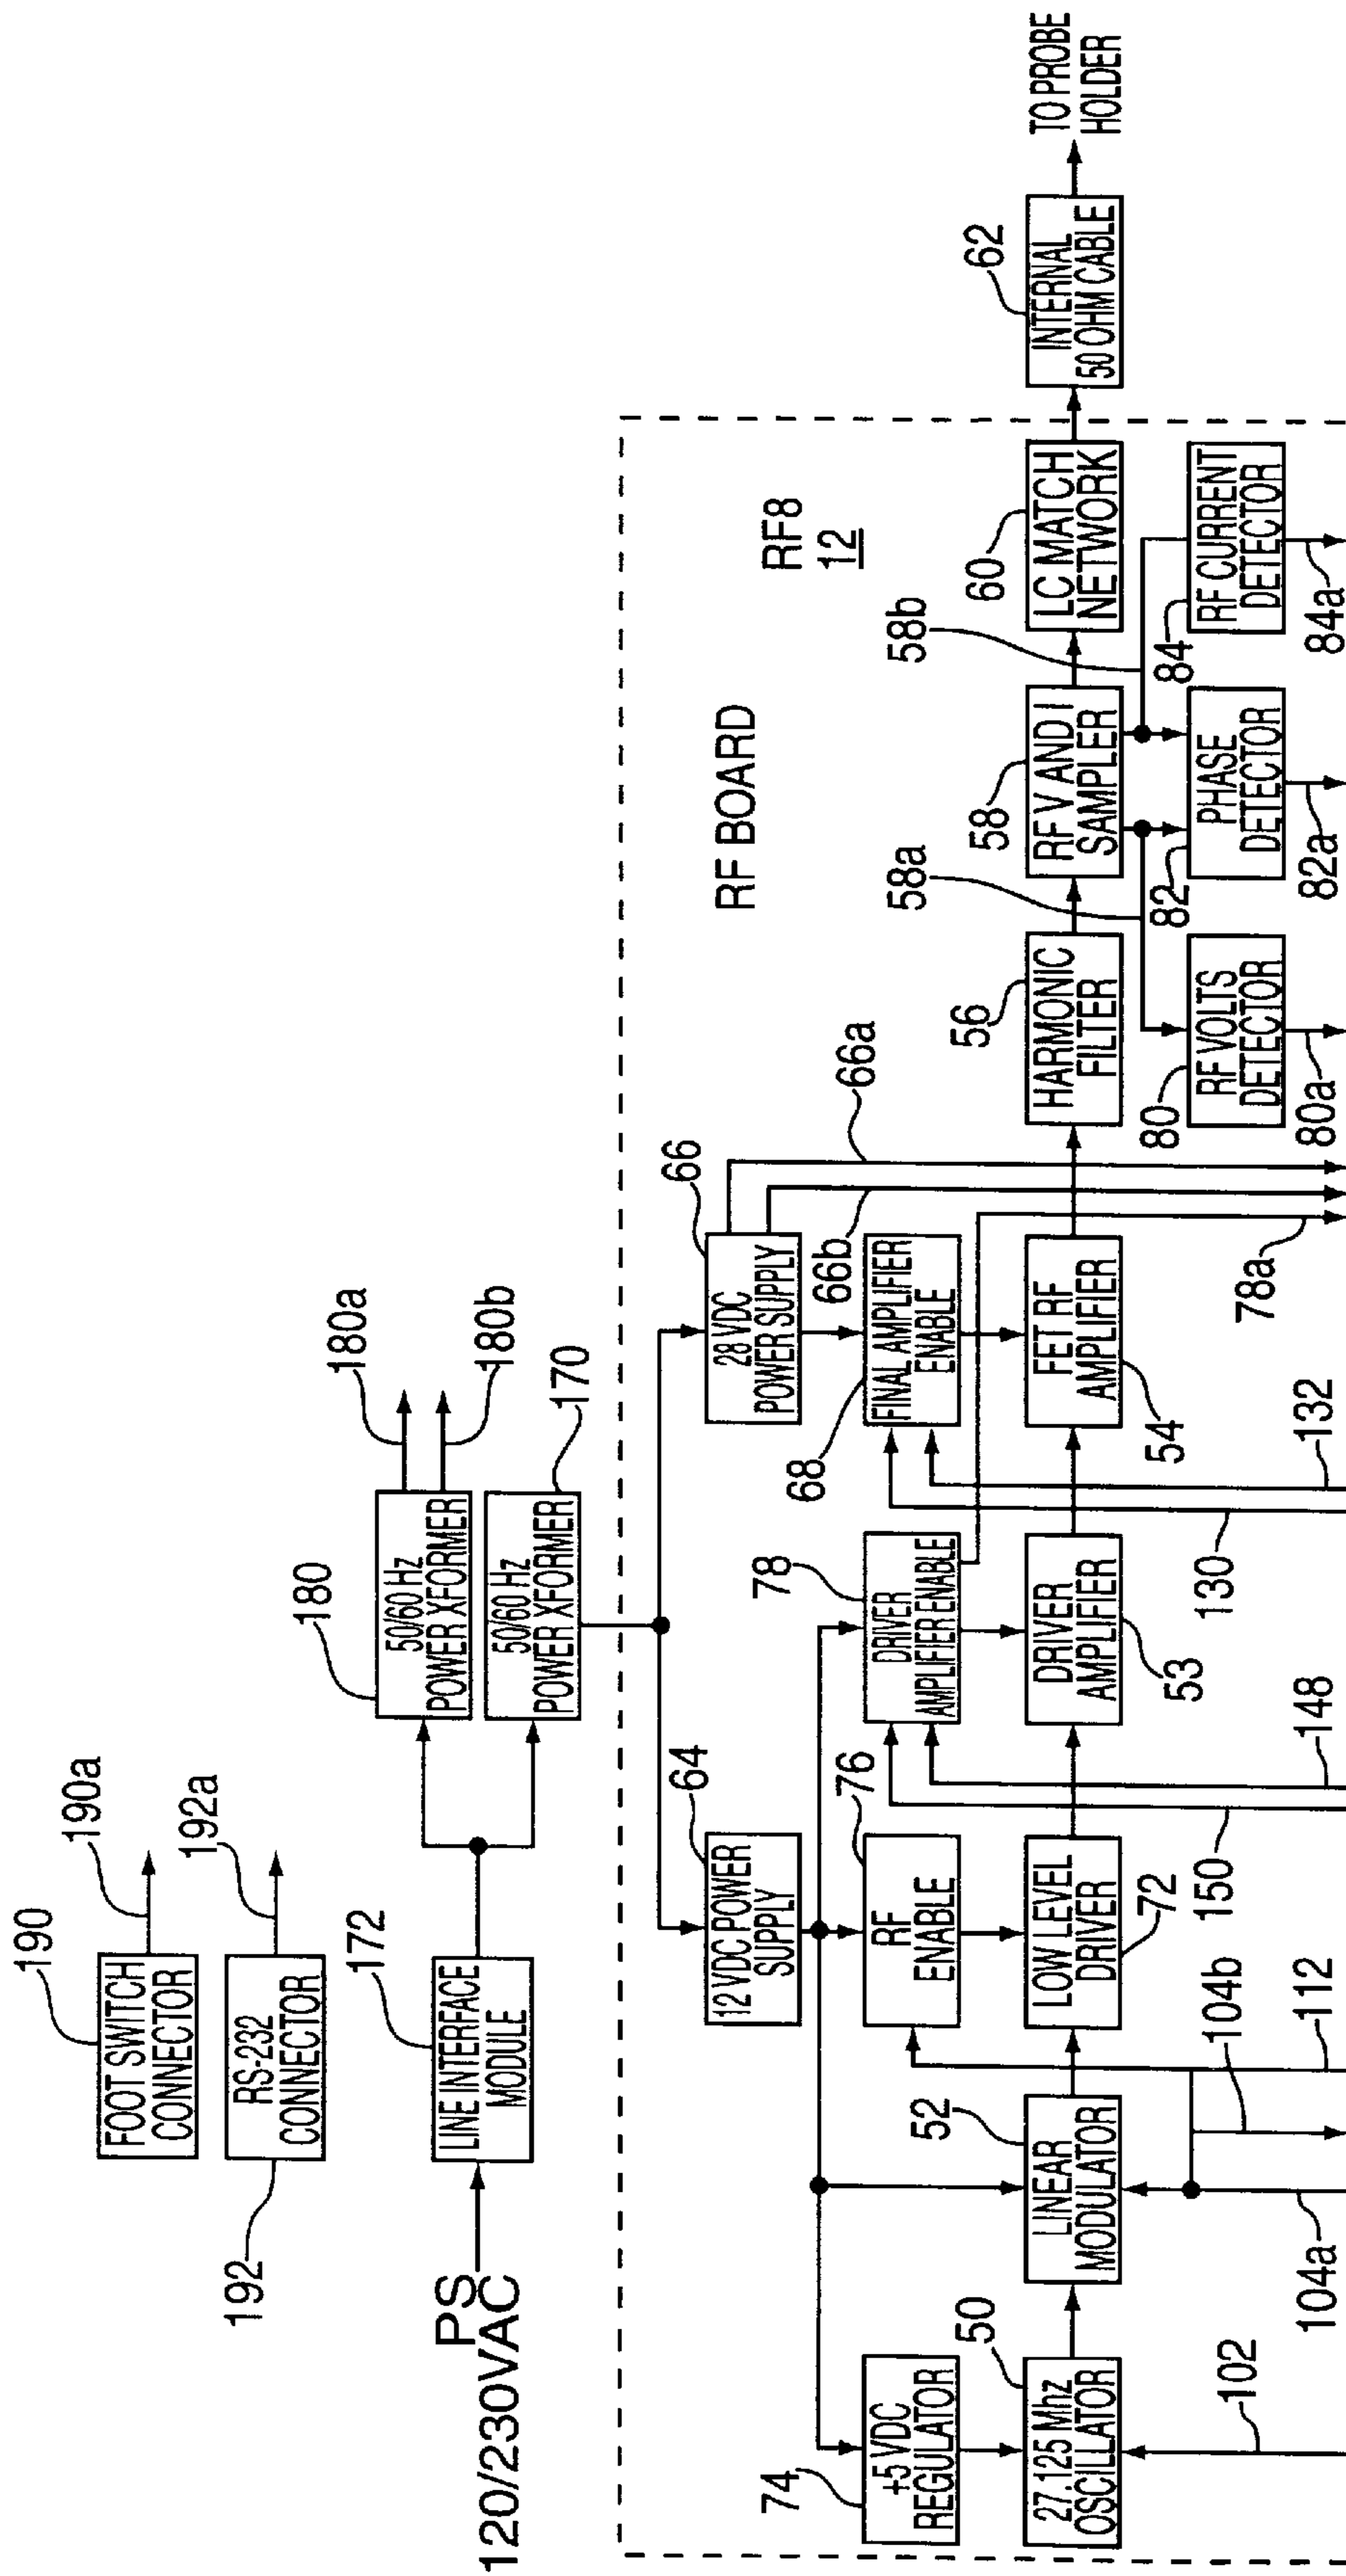 190
FOOT SWITCH
CONNECTOR
190a
192
RS-232
CONNECTOR
192a
PS
120/230VAC
172
LINE INTERFACE
MODULE
180
50/60 Hz
POWER XFORMER
180a
180b
50/60 Hz
POWER XFORMER
170
RF BOARD
RF8
12
64
12 VDC POWER
SUPPLY
66
28 VDC
POWER SUPPLY
66a
66b
74
+5 VDC
REGULATOR
76
RF
ENABLE
78
DRIVER
AMPLIFIER ENABLE
68
FINAL AMPLIFIER
ENABLE
50
27.125 Mhz
OSCILLATOR
52
LINEAR
MODULATOR
LOW LEVEL
DRIVER
72
DRIVER
AMPLIFIER
53
FET RF
AMPLIFIER
54
56
HARMONIC
FILTER
58
RF V AND I
SAMPLER
58a
58b
60
LC MATCH
NETWORK
62
INTERNAL
50 OHM CABLE
TO PROBE
HOLDER
80
RF VOLTS
DETECTOR
82
PHASE
DETECTOR
84
RF CURRENT
DETECTOR
102
104a
104b
112
150
148
130
132
78a
80a
82a
84a